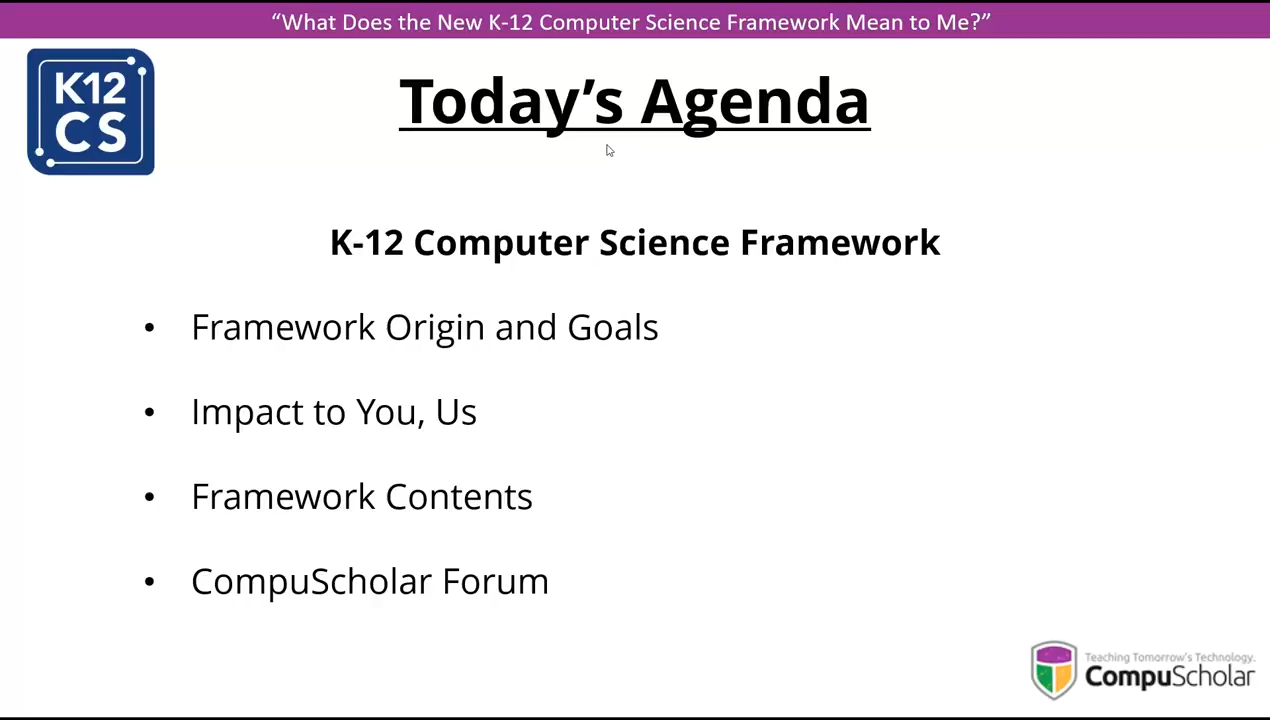 “What Does the New K-12 Computer Science Framework Mean to Me?”
K12
CS
Today’s Agenda
K-12 Computer Science Framework
• Framework Origin and Goals
• Impact to You, Us
• Framework Contents
• CompuScholar Forum
Teaching Tomorrow's Technology.
CompuScholar